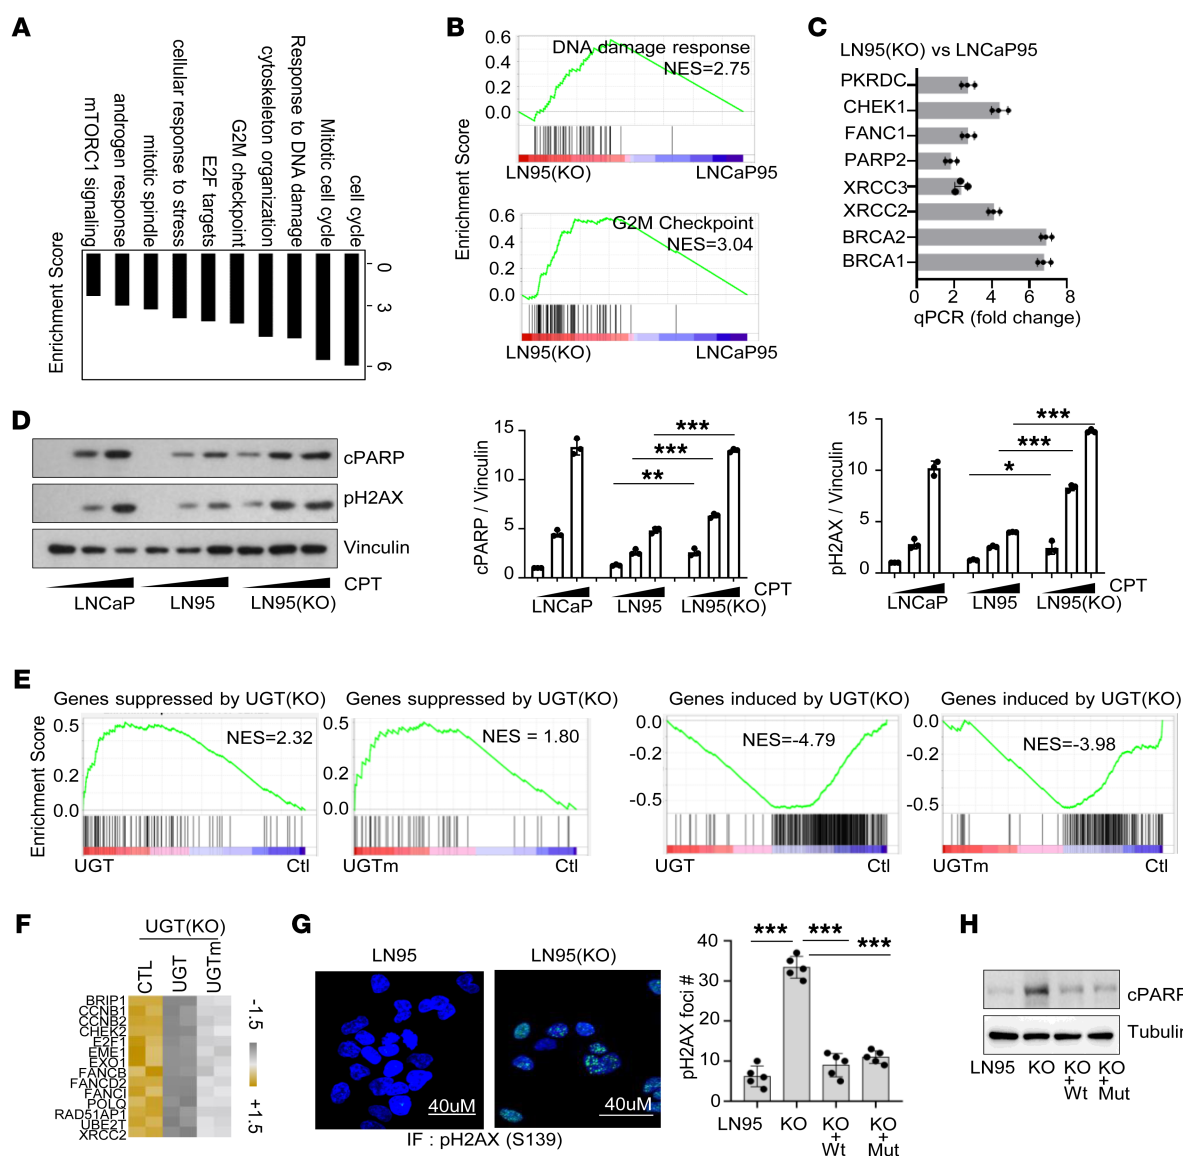 A
mTORC1 signaling
androgen response
mitotic spindle
cellular response to stress
E2F targets
G2M checkpoint
cytoskeleton organization
Response to DNA damage
Mitotic cell cycle
cell cycle
Enrichment Score
0
3
6
B
Enrichment Score
0.6
0.4
0.2
0.0
DNA damage response
NES=2.75
LN95(KO)
LNCaP95
0.6
0.4
0.2
0.0
G2M Checkpoint
NES=3.04
LN95(KO)
LNCaP95
C
LN95(KO) vs LNCaP95
PKRDC
CHEK1
FANC1
PARP2
XRCC3
XRCC2
BRCA2
BRCA1
0 2 4 6 8
qPCR (fold change)
D
cPARP
pH2AX
Vinculin
CPT
LNCaP LN95 LN95(KO)
cPARP / Vinculin
15
10
5
0
**
***
***
CPT
LNCaP LN95 LN95(KO)
pH2AX / Vinculin
15
10
5
0
*
***
***
CPT
LNCaP LN95 LN95(KO)
E
Enrichment Score
Genes suppressed by UGT(KO)
0.5
0.2
0.0
NES=2.32
UGT Ctl
Genes suppressed by UGT(KO)
0.5
0.2
0.0
NES = 1.80
UGTm Ctl
Genes induced by UGT(KO)
0.0
-0.2
-0.5
NES=-4.79
UGT Ctl
Genes induced by UGT(KO)
0.0
-0.2
-0.5
NES=-3.98
UGTm Ctl
F
UGT(KO)
CTL
UGT
UGTm
BRIP1
CCNB1
CCNB2
CHEK2
E2F1
EME1
EXO1
FANCB
FANCD2
FANCI
POLQ
RAD51AP1
UBE2T
XRCC2
-1.5
+1.5
G
LN95
LN95(KO)
40uM
40uM
IF : pH2AX (S139)
pH2AX foci #
40
30
20
10
0
***
***
***
LN95 KO KO + Wt KO + Mut
H
cPARP
Tubulin
LN95 KO KO + Wt KO + Mut